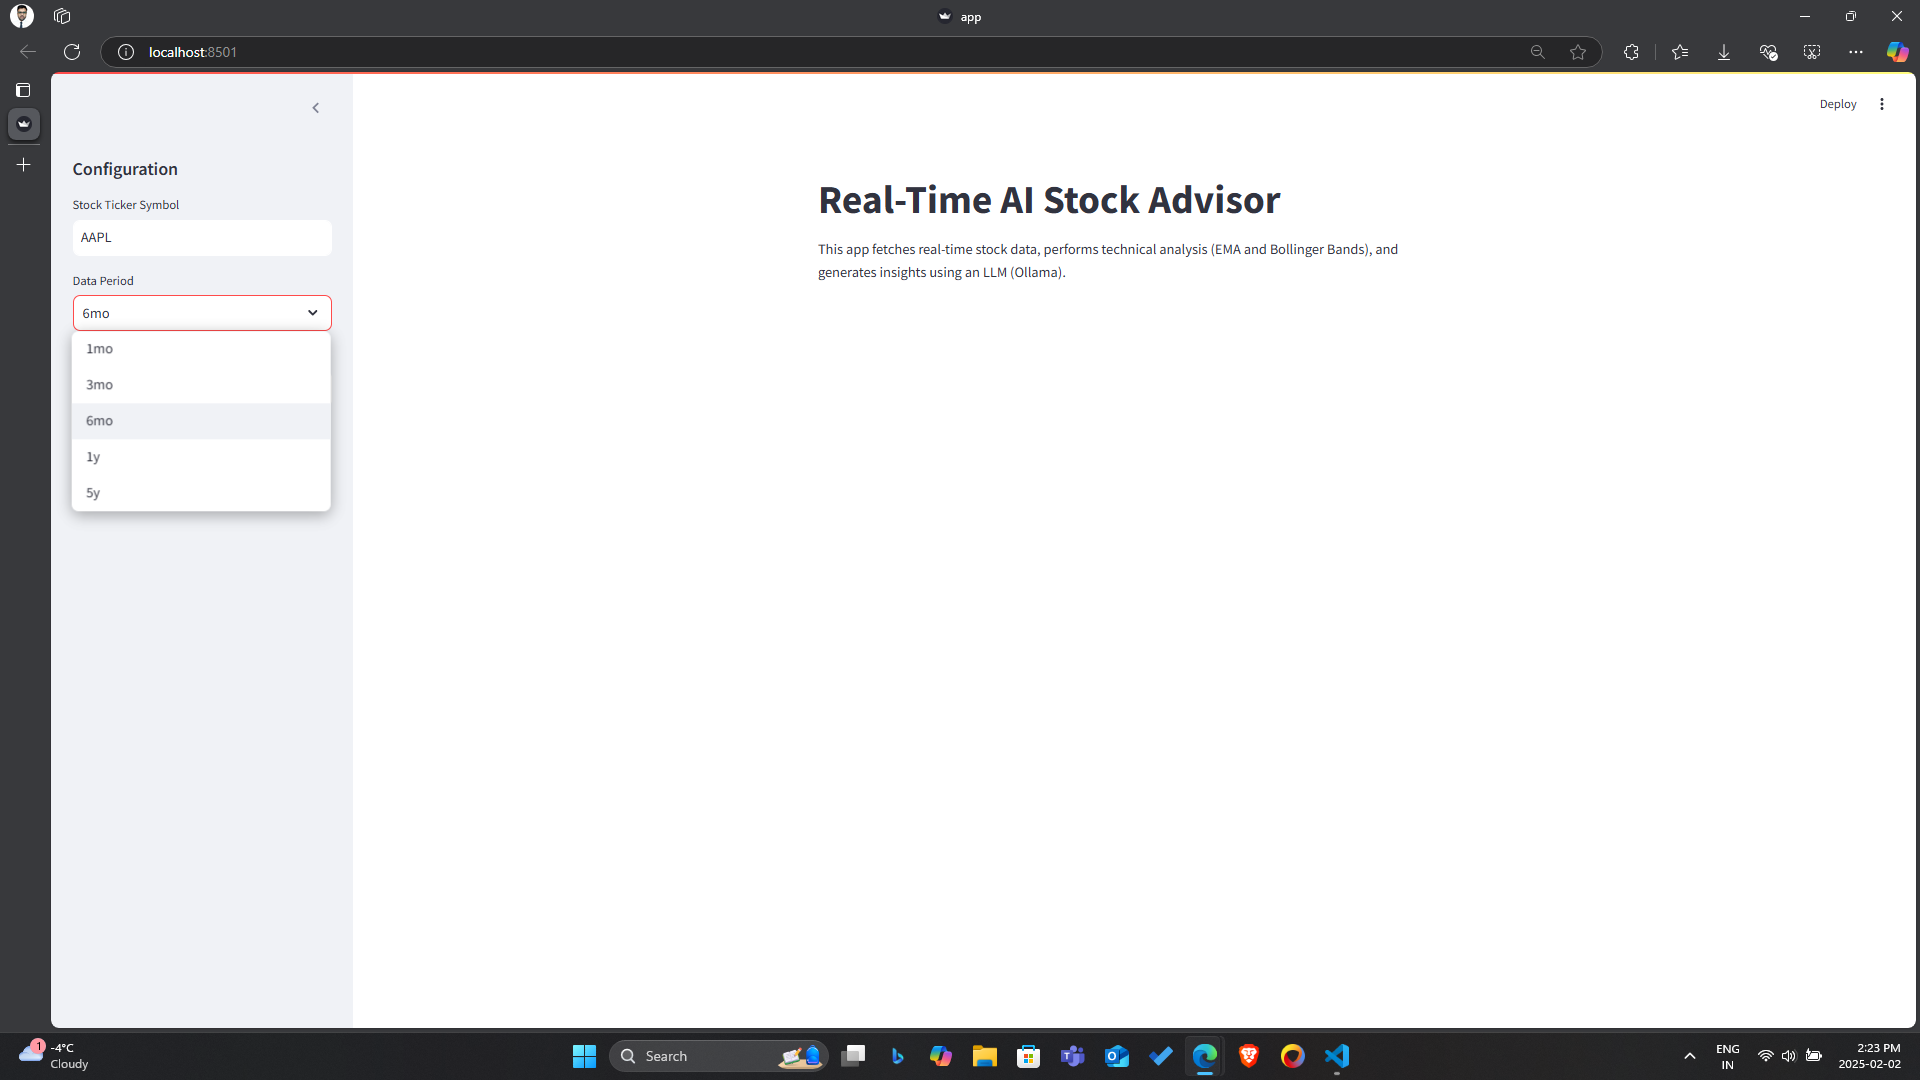 app
localhost:8501
Deploy
Configuration
Stock Ticker Symbol
AAPL
Data Period
6mo
1mo
3mo
6mo
1y
5y
Real-Time AI Stock Advisor
This app fetches real-time stock data, performs technical analysis (EMA and Bollinger Bands), and
generates insights using an LLM (Ollama).
1
-4°C
Cloudy
Search
ENG
IN
2:23 PM
2025-02-02